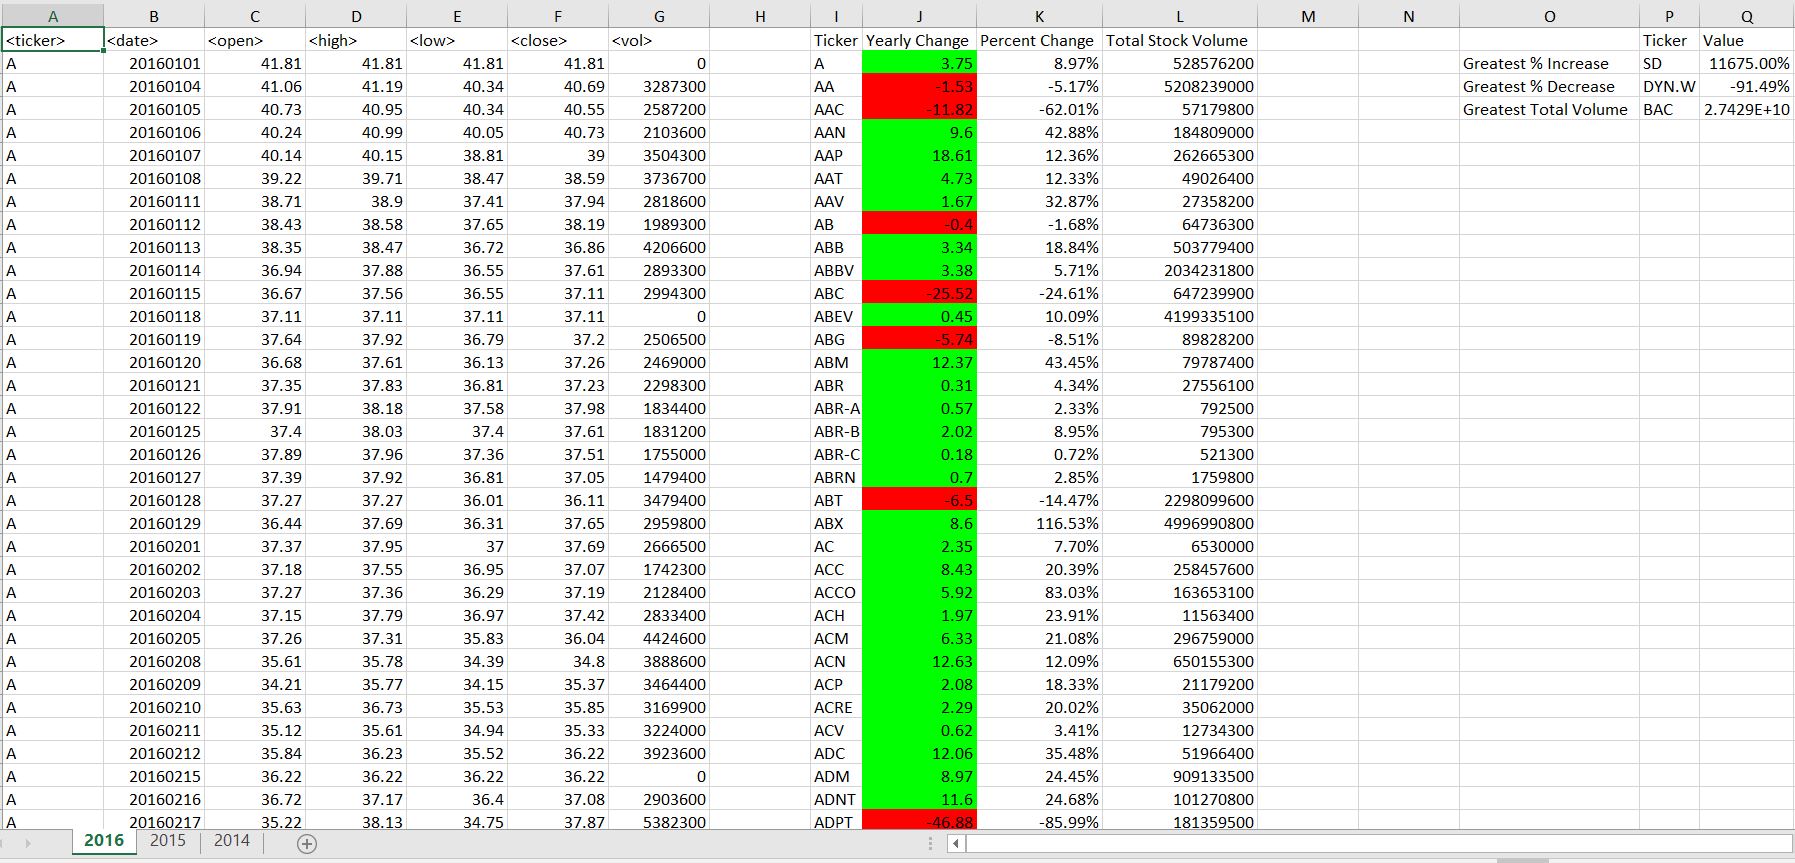 A B C D E F G H I J K L M N O P Q
<ticker> <date> <open> <high> <low> <close> <vol> Ticker Yearly Change Percent Change Total Stock Volume Ticker Value
A 20160101 41.81 41.81 41.81 41.81 0 A 3.75 8.97% 528576200 Greatest % Increase SD 11675.00%
A 20160104 41.06 41.19 40.34 40.69 3287300 AA -1.53 -5.17% 5208239000 Greatest % Decrease DYN.W -91.49%
A 20160105 40.73 40.95 40.34 40.55 2587200 AAC -11.82 -62.01% 57179800 Greatest Total Volume BAC 2.7429E+10
A 20160106 40.24 40.99 40.05 40.73 2103600 AAN 9.6 42.88% 184809000
A 20160107 40.14 40.15 38.81 39 3504300 AAP 18.61 12.36% 262665300
A 20160108 39.22 39.71 38.47 38.59 3736700 AAT 4.73 12.33% 49026400
A 20160111 38.71 38.9 37.41 37.94 2818600 AAV 1.67 32.87% 27358200
A 20160112 38.43 38.58 37.65 38.19 1989300 AB -0.4 -1.68% 64736300
A 20160113 38.35 38.47 36.72 36.86 4206600 ABB 3.34 18.84% 503779400
A 20160114 36.94 37.88 36.55 37.61 2893300 ABBV 3.38 5.71% 2034231800
A 20160115 36.67 37.56 36.55 37.11 2994300 ABC -25.52 -24.61% 647239900
A 20160118 37.11 37.11 37.11 37.11 0 ABEV 0.45 10.09% 4199335100
A 20160119 37.64 37.92 36.79 37.2 2506500 ABG -5.74 -8.51% 89828200
A 20160120 36.68 37.61 36.13 37.26 2469000 ABM 12.37 43.45% 79787400
A 20160121 37.35 37.83 36.81 37.23 2298300 ABR 0.31 4.34% 27556100
A 20160122 37.91 38.18 37.58 37.98 1834400 ABR-A 0.57 2.33% 792500
A 20160125 37.4 38.03 37.4 37.61 1831200 ABR-B 2.02 8.95% 795300
A 20160126 37.89 37.96 37.36 37.51 1755000 ABR-C 0.18 0.72% 521300
A 20160127 37.39 37.92 36.81 37.05 1479400 ABRN 0.7 2.85% 1759800
A 20160128 37.27 37.27 36.01 36.11 3479400 ABT -6.5 -14.47% 2298099600
A 20160129 36.44 37.69 36.31 37.65 2959800 ABX 8.6 116.53% 4996990800
A 20160201 37.37 37.95 37 37.69 2666500 AC 2.35 7.70% 6530000
A 20160202 37.18 37.55 36.95 37.07 1742300 ACC 8.43 20.39% 258457600
A 20160203 37.27 37.36 36.29 37.19 2128400 ACCO 5.92 83.03% 163653100
A 20160204 37.15 37.79 36.97 37.42 2833400 ACH 1.97 23.91% 11563400
A 20160205 37.26 37.31 35.83 36.04 4424600 ACM 6.33 21.08% 296759000
A 20160208 35.61 35.78 34.39 34.8 3888600 ACN 12.63 12.09% 650155300
A 20160209 34.21 35.77 34.15 35.37 3464400 ACP 2.08 18.33% 21179200
A 20160210 35.63 36.73 35.53 35.85 3169900 ACRE 2.29 20.02% 35062000
A 20160211 35.12 35.61 34.94 35.33 3224000 ACV 0.62 3.41% 12734300
A 20160212 35.84 36.23 35.52 36.22 3923600 ADC 12.06 35.48% 51966400
A 20160215 36.22 36.22 36.22 36.22 0 ADM 8.97 24.45% 909133500
A 20160216 36.72 37.17 36.4 37.08 2903600 ADNT 11.6 24.68% 101270800
A 20160217 35.22 38.13 34.75 37.87 5382300 ADPT -46.88 -85.99% 181359500
2016 2015 2014